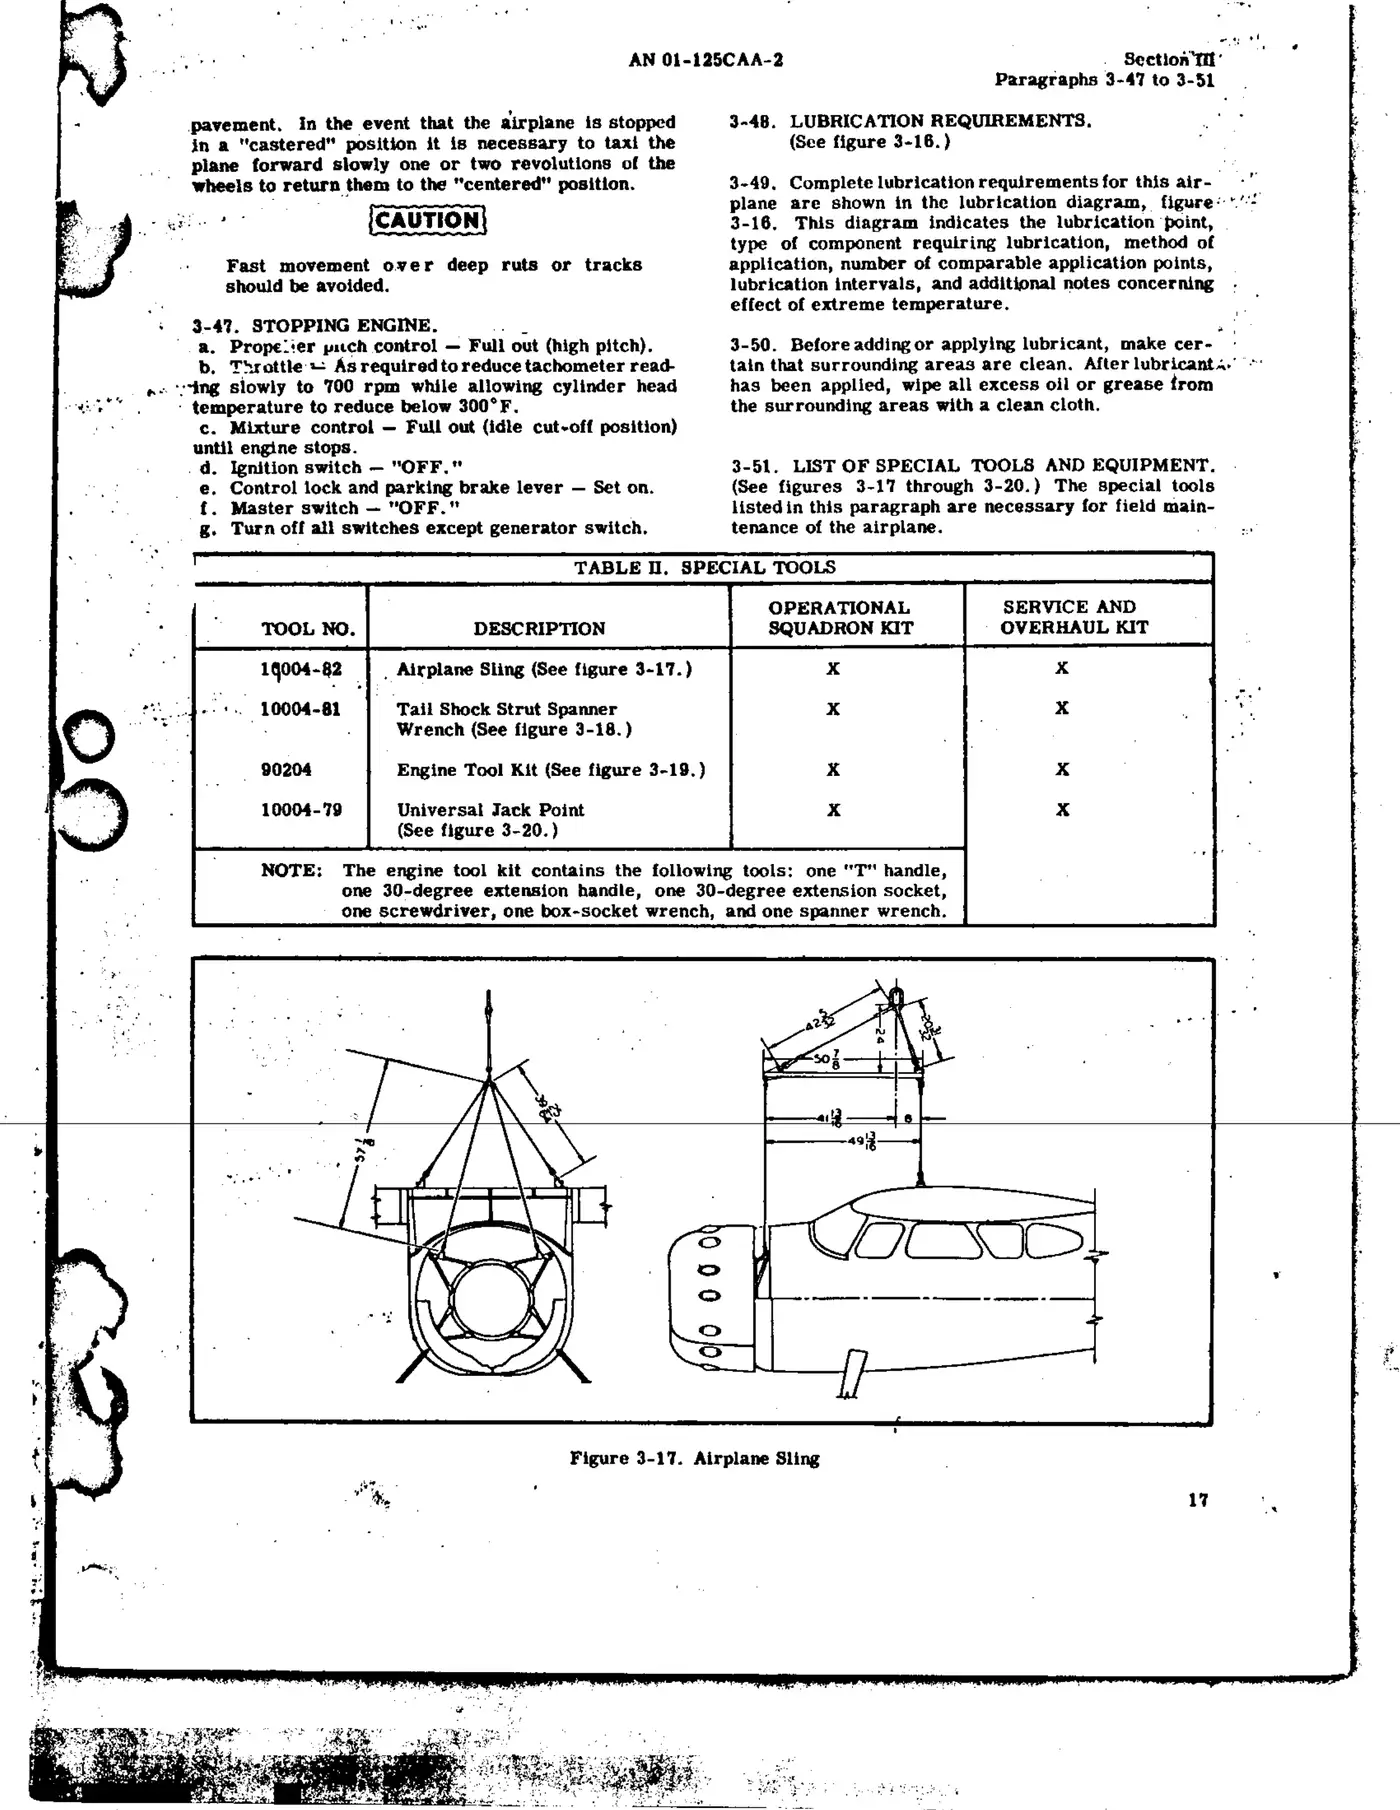 AN 01-125CAA-2
Section III
Paragraphs 3-47 to 3-51
pavement. In the event that the airplane is stopped
in a "castered" position it is necessary to taxi the
plane forward slowly one or two revolutions of the
wheels to return them to the "centered" position.
CAUTION
Fast movement over deep ruts or tracks
should be avoided.
3-47. STOPPING ENGINE.
a. Propeller pitch control — Full out (high pitch).
b. Throttle — As required to reduce tachometer read-
ing slowly to 700 rpm while allowing cylinder head
temperature to reduce below 300°F.
c. Mixture control — Full out (idle cut-off position)
until engine stops.
d. Ignition switch — "OFF."
e. Control lock and parking brake lever — Set on.
f. Master switch — "OFF."
g. Turn off all switches except generator switch.
3-48. LUBRICATION REQUIREMENTS.
(See figure 3-16.)
3-49. Complete lubrication requirements for this air-
plane are shown in the lubrication diagram, figure
3-16. This diagram indicates the lubrication point,
type of component requiring lubrication, method of
application, number of comparable application points,
lubrication intervals, and additional notes concerning
effect of extreme temperature.
3-50. Before adding or applying lubricant, make cer-
tain that surrounding areas are clean. After lubricant
has been applied, wipe all excess oil or grease from
the surrounding areas with a clean cloth.
3-51. LIST OF SPECIAL TOOLS AND EQUIPMENT.
(See figures 3-17 through 3-20.) The special tools
listed in this paragraph are necessary for field main-
tenance of the airplane.
TABLE II. SPECIAL TOOLS
TOOL NO. DESCRIPTION OPERATIONAL SQUADRON KIT SERVICE AND OVERHAUL KIT
10004-82 Airplane Sling (See figure 3-17.) X X
10004-81 Tail Shock Strut Spanner X X
Wrench (See figure 3-18.)
90204 Engine Tool Kit (See figure 3-19.) X X
10004-79 Universal Jack Point X X
(See figure 3-20.)
NOTE: The engine tool kit contains the following tools: one "T" handle,
one 30-degree extension handle, one 30-degree extension socket,
one screwdriver, one box-socket wrench, and one spanner wrench.
57 1/8
42 5/32
24
50 7/8
41 13/16
8
49 13/16
Figure 3-17. Airplane Sling
17